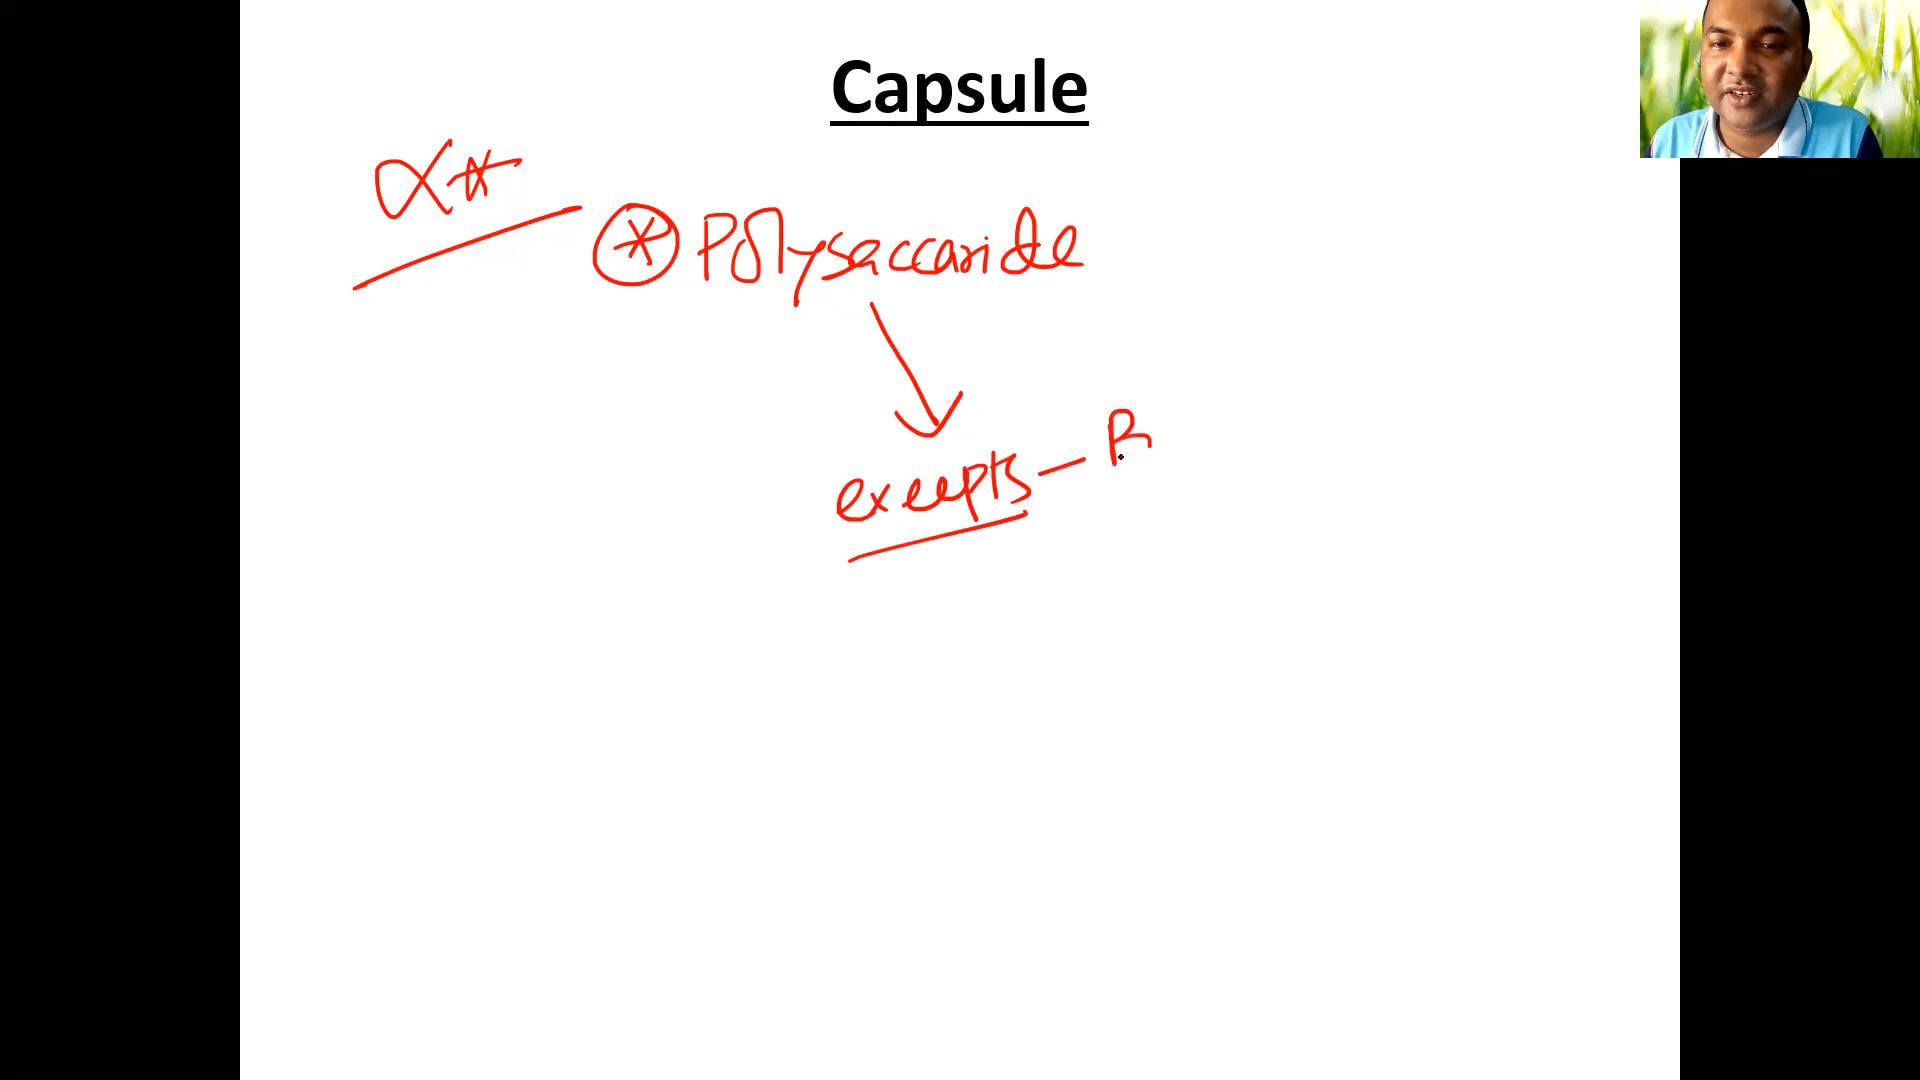 Capsule
α*
* Polysaccaride
excepts — B